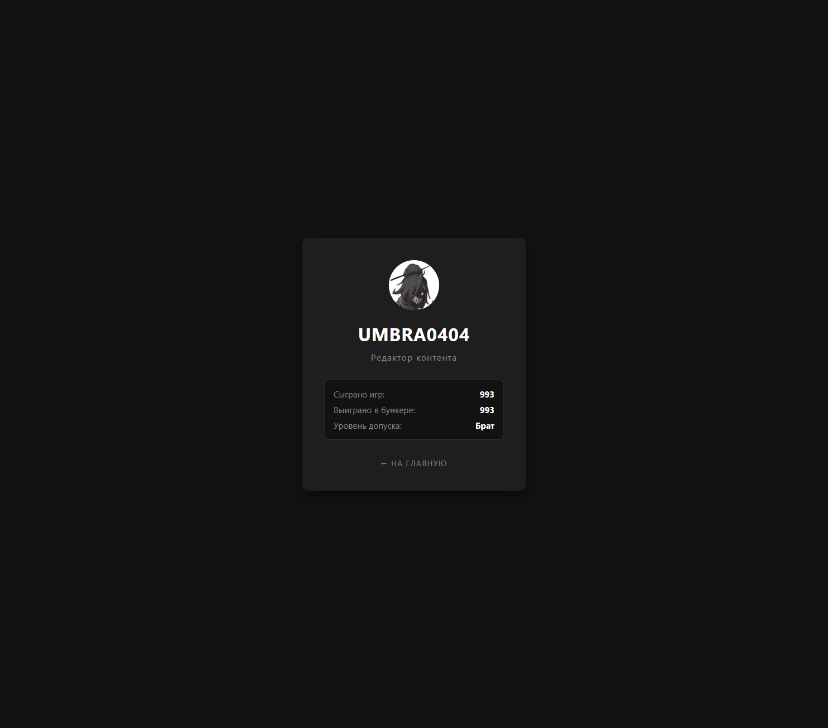 UMBRA0404
Редактор контента
Сыграно игр: 993
Выиграно в бункере: 993
Уровень допуска: Брат
← НА ГЛАВНУЮ